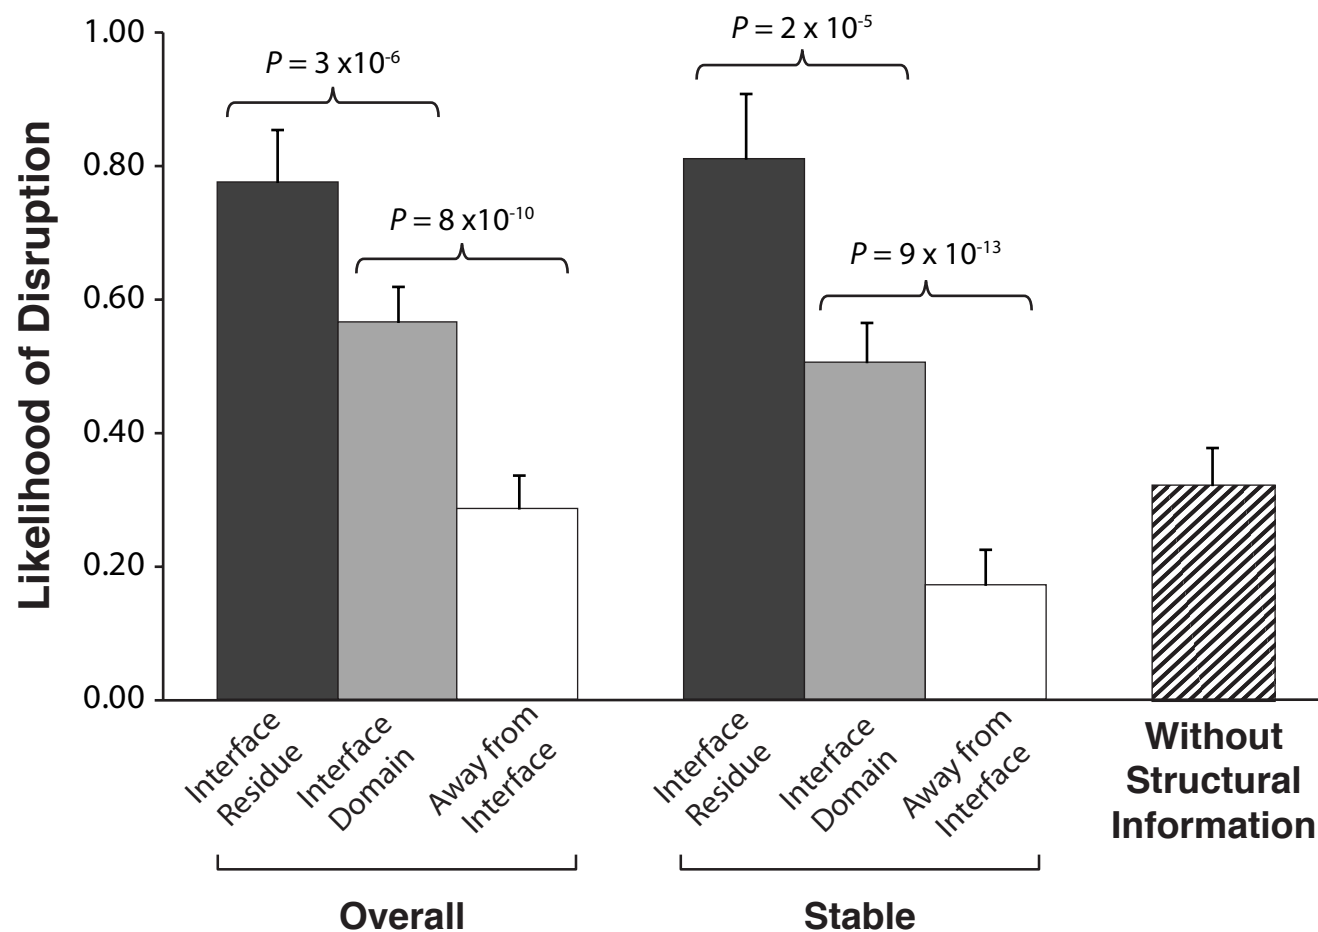 Likelihood of Disruption
1.00
0.80
0.60
0.40
0.20
0.00
P = 3 x10-6
P = 8 x10-10
P = 2 x 10-5
P = 9 x 10-13
Interface
Residue
Interface
Domain
Away from
Interface
Interface
Residue
Interface
Domain
Away from
Interface
Without
Structural
Information
Overall
Stable